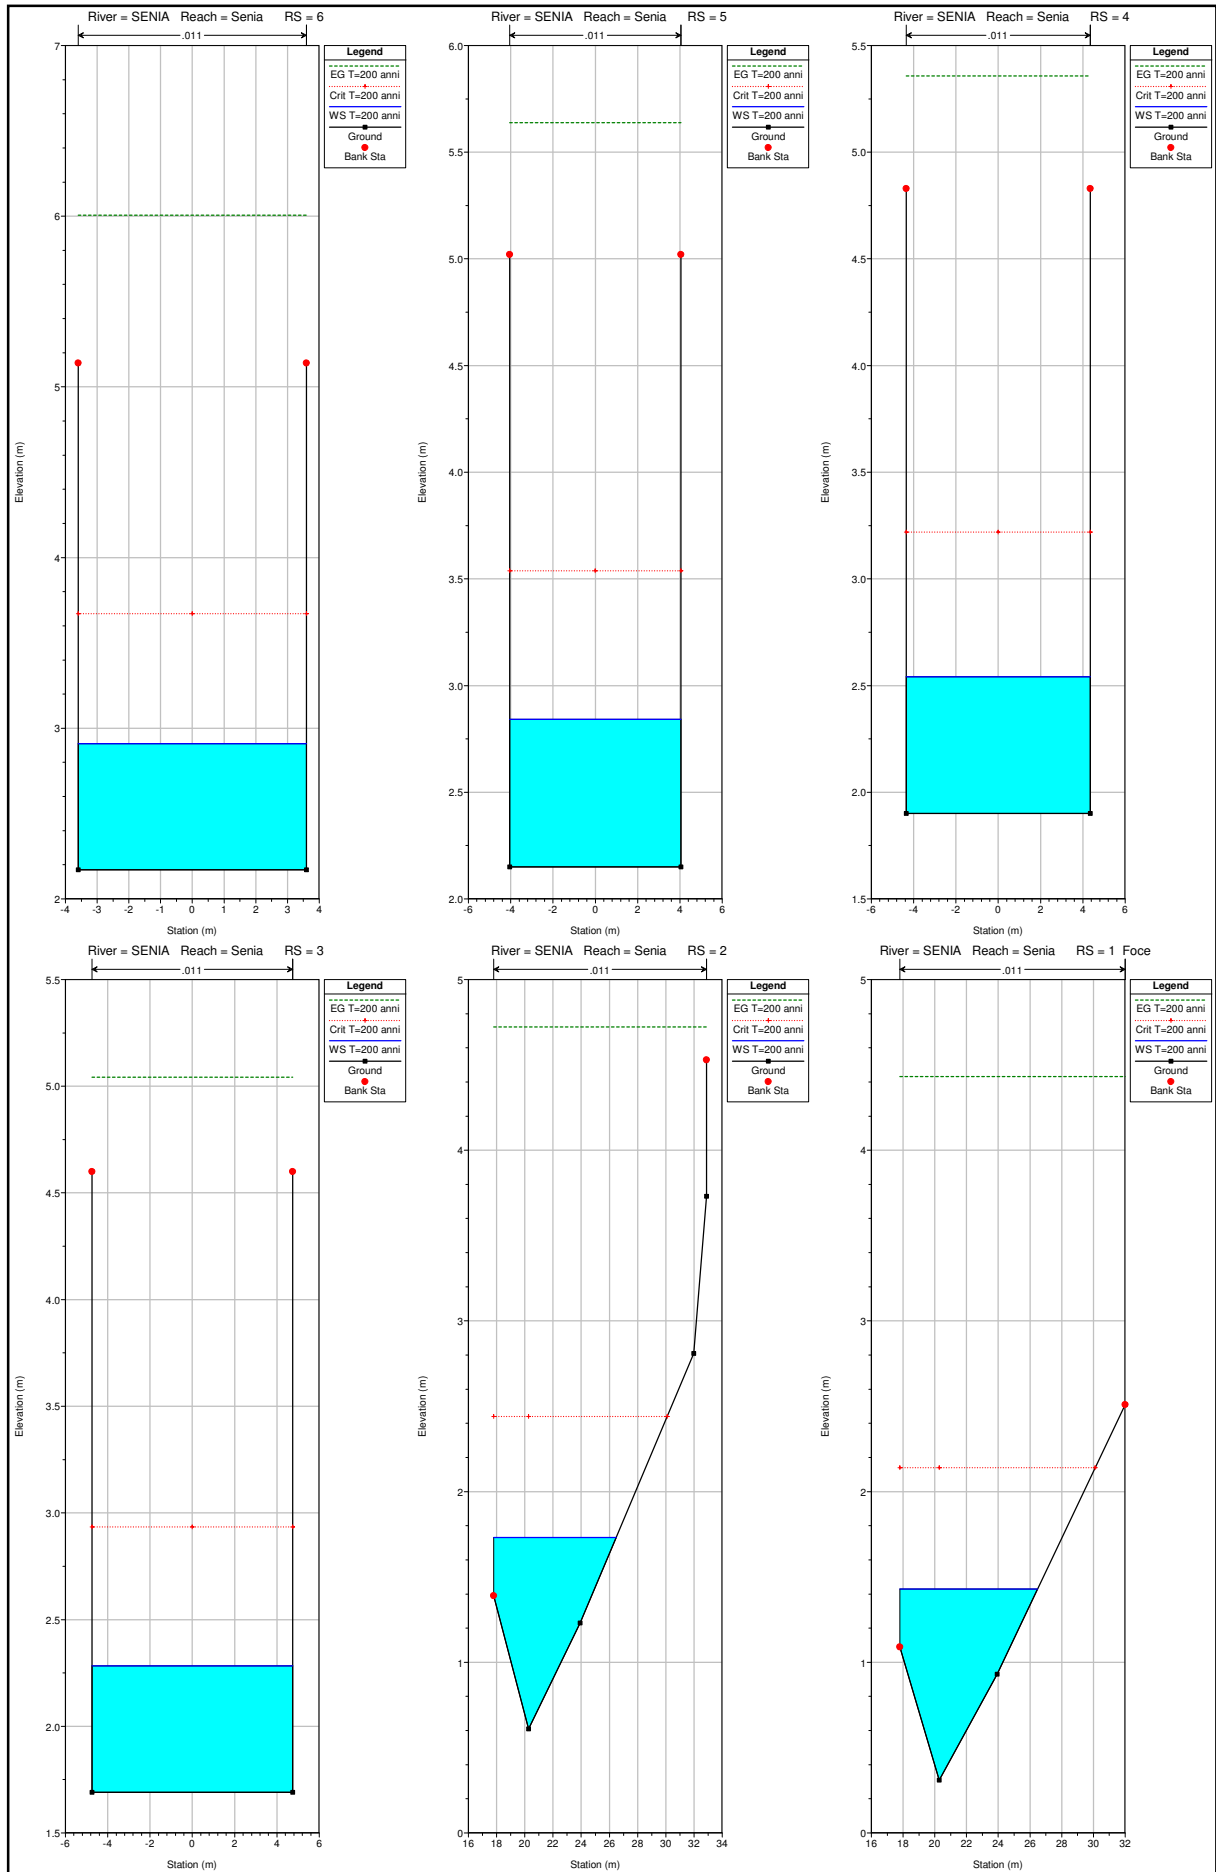 River = SENIA Reach = Senia RS = 6
.011
Legend
EG T=200 anni
Crit T=200 anni
WS T=200 anni
Ground
Bank Sta
7
6
5
4
3
2
-4 -3 -2 -1 0 1 2 3 4
Elevation (m)
Station (m)
River = SENIA Reach = Senia RS = 5
.011
Legend
EG T=200 anni
Crit T=200 anni
WS T=200 anni
Ground
Bank Sta
6.0
5.5
5.0
4.5
4.0
3.5
3.0
2.5
2.0
-6 -4 -2 0 2 4 6
Elevation (m)
Station (m)
River = SENIA Reach = Senia RS = 4
.011
Legend
EG T=200 anni
Crit T=200 anni
WS T=200 anni
Ground
Bank Sta
5.5
5.0
4.5
4.0
3.5
3.0
2.5
2.0
1.5
-6 -4 -2 0 2 4 6
Elevation (m)
Station (m)
River = SENIA Reach = Senia RS = 3
.011
Legend
EG T=200 anni
Crit T=200 anni
WS T=200 anni
Ground
Bank Sta
5.5
5.0
4.5
4.0
3.5
3.0
2.5
2.0
1.5
-6 -4 -2 0 2 4 6
Elevation (m)
Station (m)
River = SENIA Reach = Senia RS = 2
.011
Legend
EG T=200 anni
Crit T=200 anni
WS T=200 anni
Ground
Bank Sta
5
4
3
2
1
0
16 18 20 22 24 26 28 30 32 34
Elevation (m)
Station (m)
River = SENIA Reach = Senia RS = 1 Foce
.011
Legend
EG T=200 anni
Crit T=200 anni
WS T=200 anni
Ground
Bank Sta
5
4
3
2
1
0
16 18 20 22 24 26 28 30 32
Elevation (m)
Station (m)